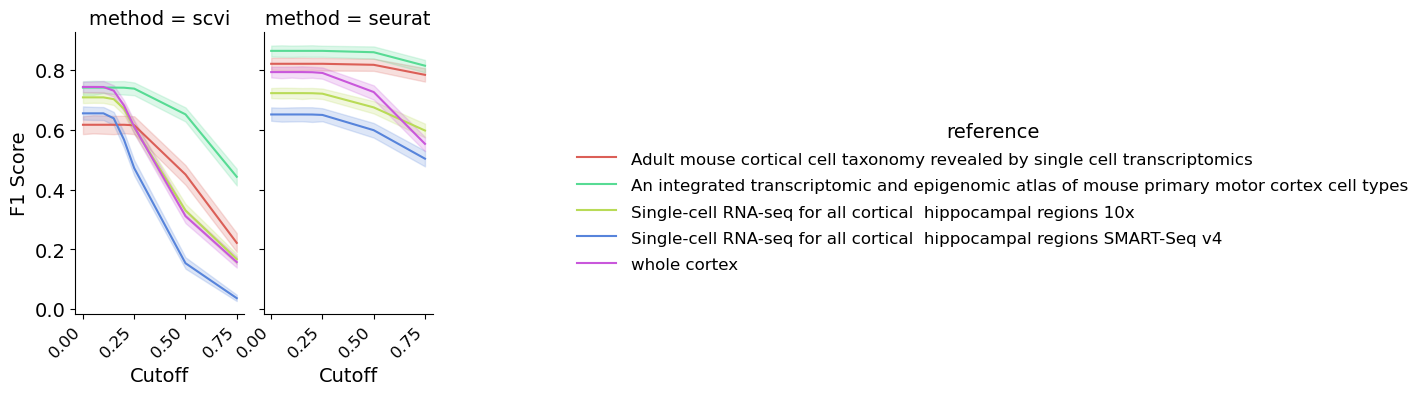 method = scvi
method = seurat
F1 Score
0.8
0.6
0.4
0.2
0.0
0.00
0.25
0.50
0.75
Cutoff
0.00
0.25
0.50
0.75
Cutoff
reference
Adult mouse cortical cell taxonomy revealed by single cell transcriptomics
An integrated transcriptomic and epigenomic atlas of mouse primary motor cortex cell types
Single-cell RNA-seq for all cortical  hippocampal regions 10x
Single-cell RNA-seq for all cortical  hippocampal regions SMART-Seq v4
whole cortex